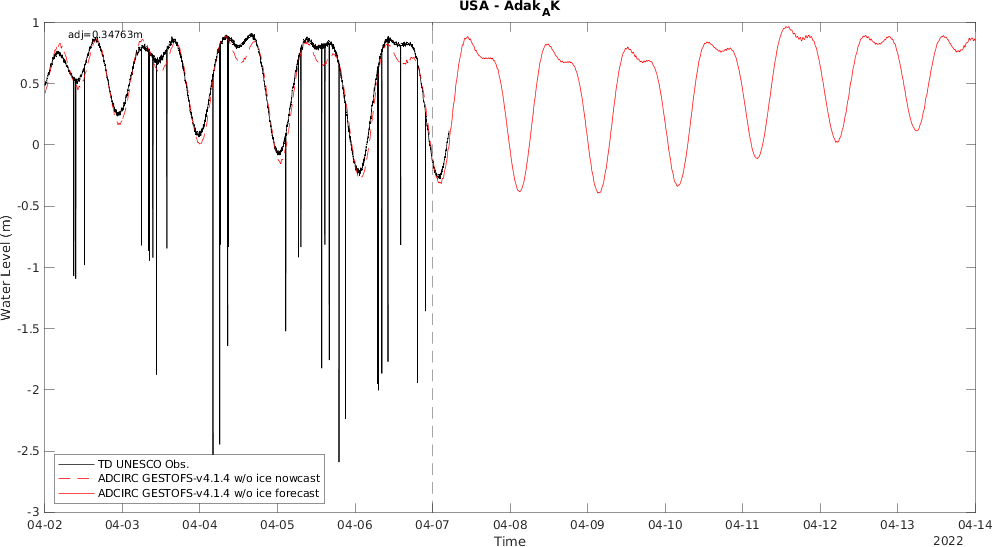 USA - Adak_AK
adj=0.34763m
1
0.5
0
-0.5
-1
-1.5
-2
-2.5
-3
Water Level (m)
TD UNESCO Obs.
ADCIRC GESTOFS-v4.1.4 w/o ice nowcast
ADCIRC GESTOFS-v4.1.4 w/o ice forecast
04-02 04-03 04-04 04-05 04-06 04-07 04-08 04-09 04-10 04-11 04-12 04-13 04-14
Time
2022